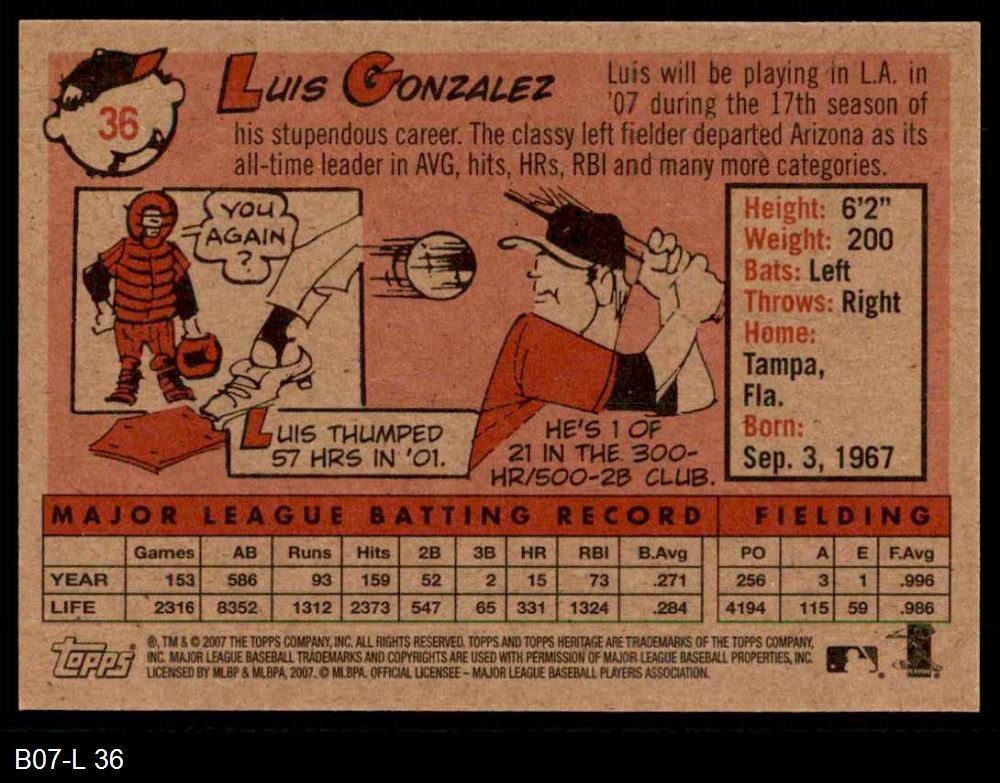 36
LUIS GONZALEZ
Luis will be playing in L.A. in
'07 during the 17th season of
his stupendous career. The classy left fielder departed Arizona as its
all-time leader in AVG, hits, HRs, RBI and many more categories.
YOU
AGAIN
?
LUIS THUMPED
57 HRS IN '01.
HE'S 1 OF
21 IN THE 300-
HR/500-2B CLUB.
Height: 6'2"
Weight: 200
Bats: Left
Throws: Right
Home:
Tampa,
Fla.
Born:
Sep. 3, 1967
MAJOR LEAGUE BATTING RECORD FIELDING
Games AB Runs Hits 2B 3B HR RBI B.Avg PO A E F.Avg
YEAR 153 586 93 159 52 2 15 73 .271 256 3 1 .996
LIFE 2316 8352 1312 2373 547 65 331 1324 .284 4194 115 59 .986
Topps
®, TM & © 2007 THE TOPPS COMPANY, INC. ALL RIGHTS RESERVED. TOPPS AND TOPPS HERITAGE ARE TRADEMARKS OF THE TOPPS COMPANY,
INC. MAJOR LEAGUE BASEBALL TRADEMARKS AND COPYRIGHTS ARE USED WITH PERMISSION OF MAJOR LEAGUE BASEBALL PROPERTIES, INC.
LICENSED BY MLBP & MLBPA, 2007. © MLBPA. OFFICIAL LICENSEE – MAJOR LEAGUE BASEBALL PLAYERS ASSOCIATION.
B07-L 36